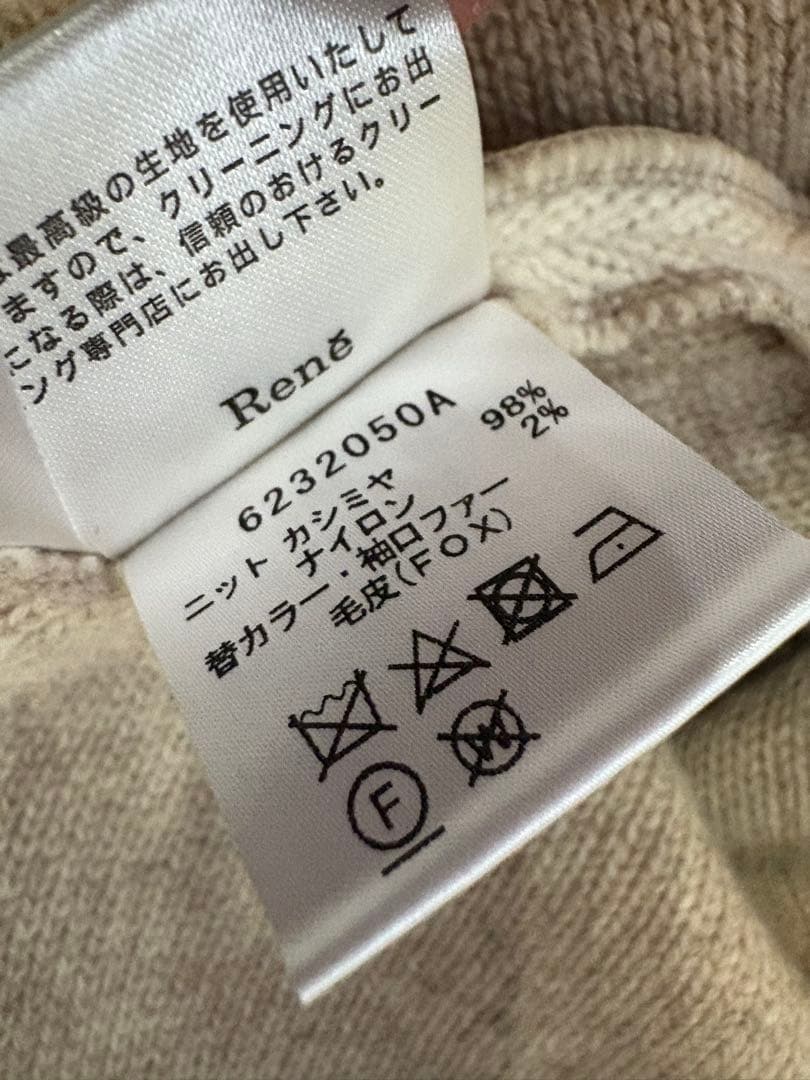 最高級の生地を使用いたして
ますので、クリーニングにお出
になる際は、信頼のおけるクリー
ング専門店にお出し下さい。
René
6232050A
ニット カシミヤ 98%
ナイロン 2%
替カラー・袖口ファー
毛皮(FOX)
W
F